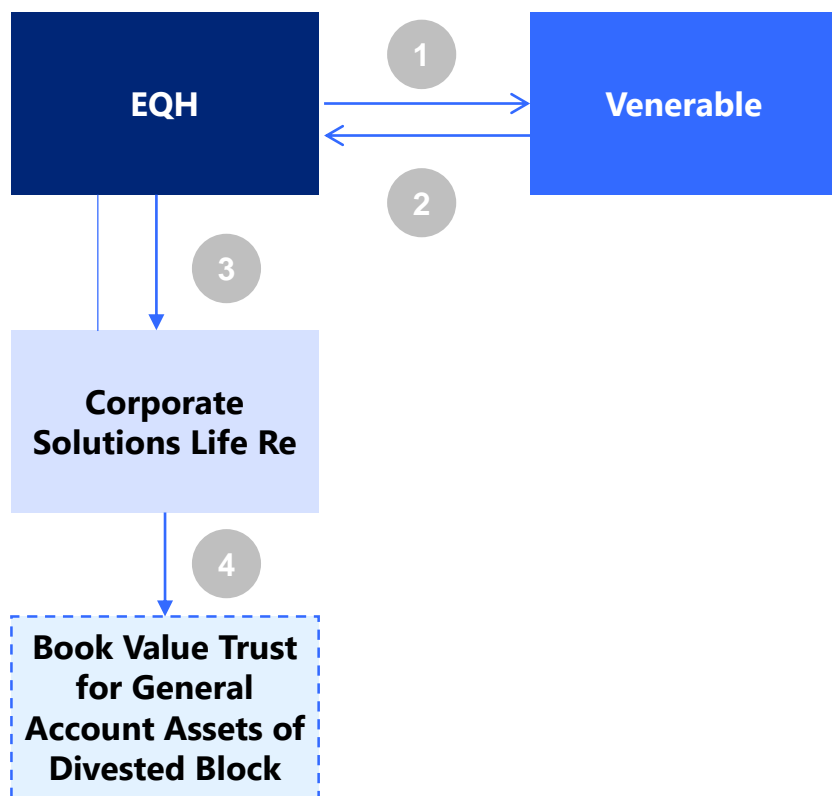 1
EQH
Venerable
2
3
Corporate
Solutions Life Re
4
Book Value Trust
for General
Account Assets of
Divested Block